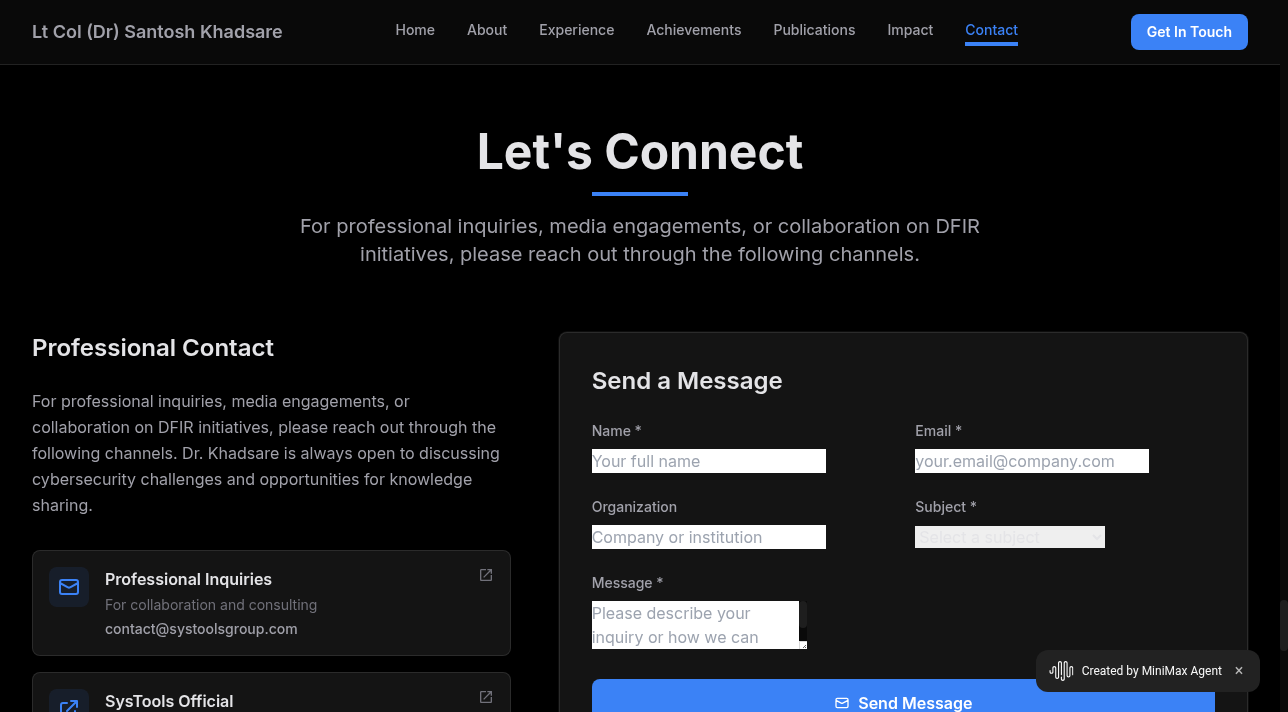 Lt Col (Dr) Santosh Khadsare
Home About Experience Achievements Publications Impact Contact
Get In Touch
Let's Connect
For professional inquiries, media engagements, or collaboration on DFIR
initiatives, please reach out through the following channels.
Professional Contact
For professional inquiries, media engagements, or
collaboration on DFIR initiatives, please reach out through the
following channels. Dr. Khadsare is always open to discussing
cybersecurity challenges and opportunities for knowledge
sharing.
Professional Inquiries
For collaboration and consulting
contact@systoolsgroup.com
SysTools Official
Send a Message
Name *
Your full name
Email *
your.email@company.com
Organization
Company or institution
Subject *
Select a subject
Message *
Please describe your
inquiry or how we can
Send Message
Created by MiniMax Agent ×